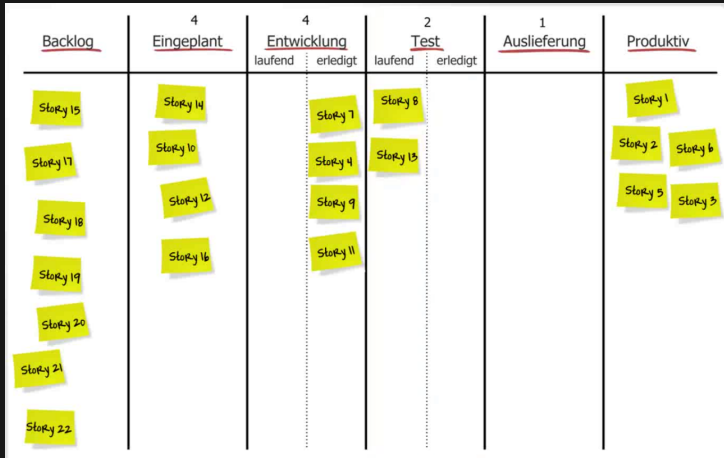 4
4
2
1
Backlog
Eingeplant
Entwicklung
Test
Auslieferung
Produktiv
laufend
erledigt
laufend
erledigt
Story 15
Story 17
Story 18
Story 19
Story 20
Story 21
Story 22
Story 14
Story 10
Story 12
Story 16
Story 7
Story 4
Story 9
Story 11
Story 8
Story 13
Story 1
Story 2
Story 6
Story 5
Story 3